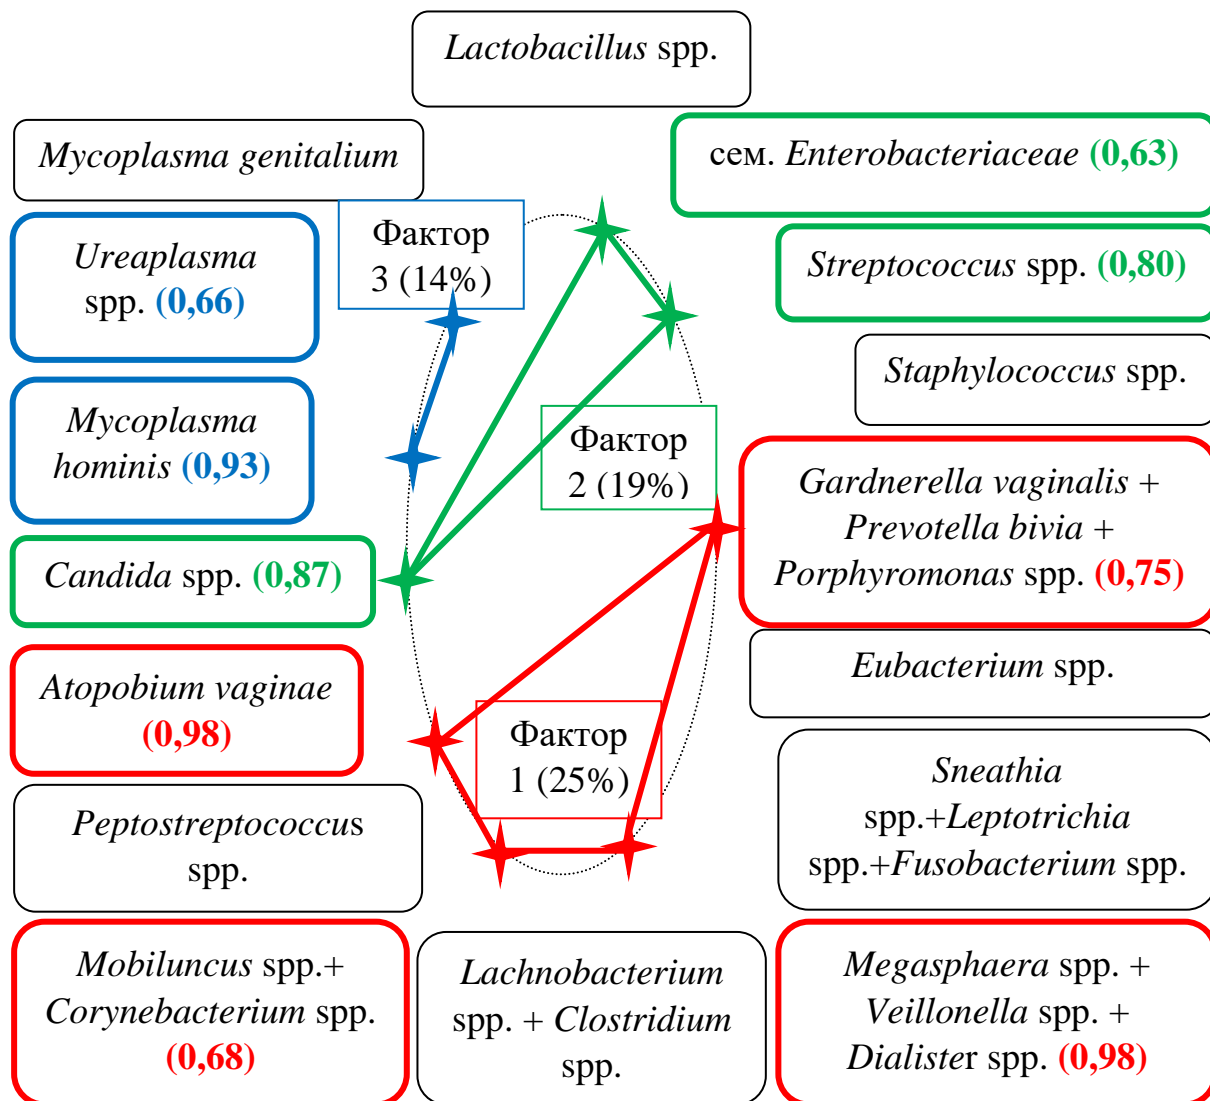 Lactobacillus spp.
Mycoplasma genitalium
сем. Enterobacteriaceae (0,63)
Ureaplasma
spp. (0,66)
Фактор
3 (14%)
Streptococcus spp. (0,80)
Staphylococcus spp.
Mycoplasma
hominis (0,93)
Фактор
2 (19%)
Gardnerella vaginalis +
Prevotella bivia +
Porphyromonas spp. (0,75)
Candida spp. (0,87)
Eubacterium spp.
Atopobium vaginae
(0,98)
Фактор
1 (25%)
Sneathia
spp.+Leptotrichia
spp.+Fusobacterium spp.
Peptostreptococcus
spp.
Mobiluncus spp.+
Corynebacterium spp.
(0,68)
Lachnobacterium
spp. + Clostridium
spp.
Megasphaera spp. +
Veillonella spp. +
Dialister spp. (0,98)